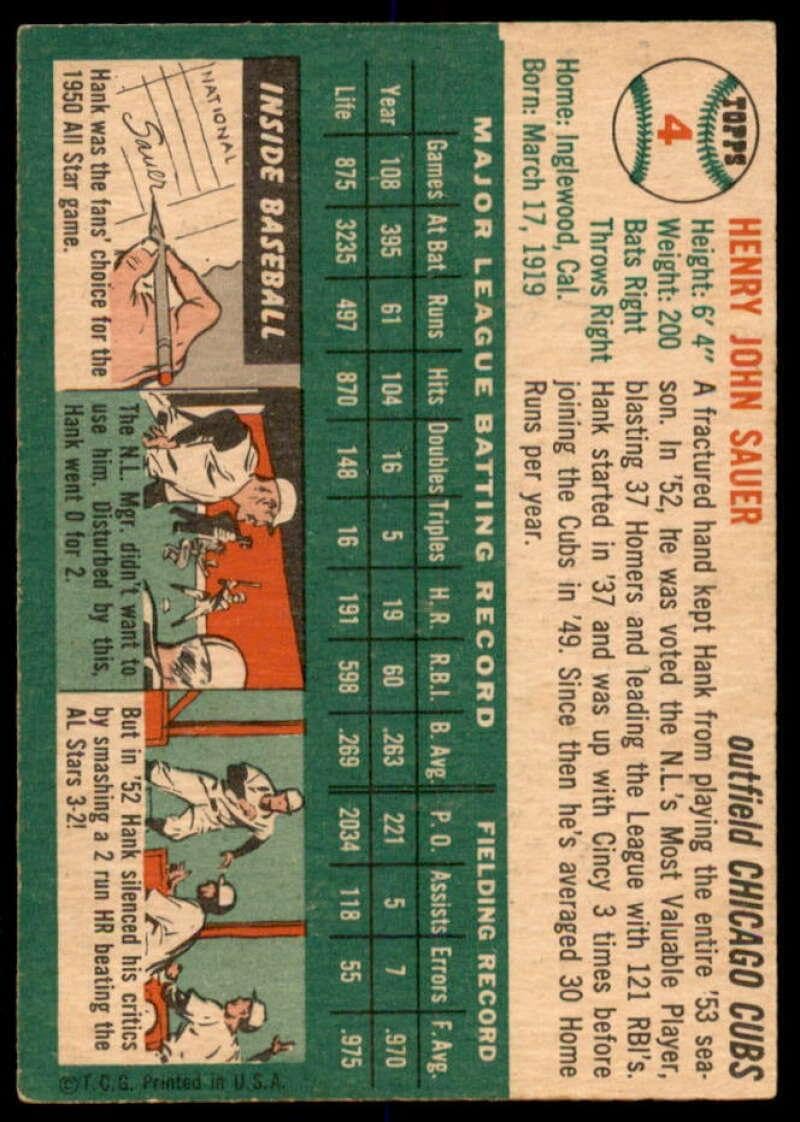 TOPPS
4
HENRY JOHN SAUER
outfield CHICAGO CUBS
Height: 6' 4"
Weight: 200
Bats Right
Throws Right
Home: Inglewood, Cal.
Born: March 17, 1919
A fractured hand kept Hank from playing the entire '53 sea-
son. In '52, he was voted the N.L.'s Most Valuable Player,
blasting 37 Homers and leading the League with 121 RBI's.
Hank started in '37 and was up with Cincy 3 times before
joining the Cubs in '49. Since then he's averaged 30 Home
Runs per year.
MAJOR LEAGUE BATTING RECORD FIELDING RECORD
Games At Bat Runs Hits Doubles Triples H.R. R.B.I. B. Avg. P.O. Assists Errors F. Avg.
Year 108 395 61 104 16 5 19 60 .263 221 5 7 .970
Life 875 3235 497 870 148 16 191 598 .269 2034 118 55 .975
INSIDE BASEBALL
NATIONAL
Sauer
Hank was the fans' choice for the
1950 All Star game.
The N.L. Mgr. didn't want to
use him. Disturbed by this,
Hank went 0 for 2.
But in '52 Hank silenced his critics
by smashing a 2 run HR beating the
AL Stars 3-2!
©T.C.G. Printed in U.S.A.